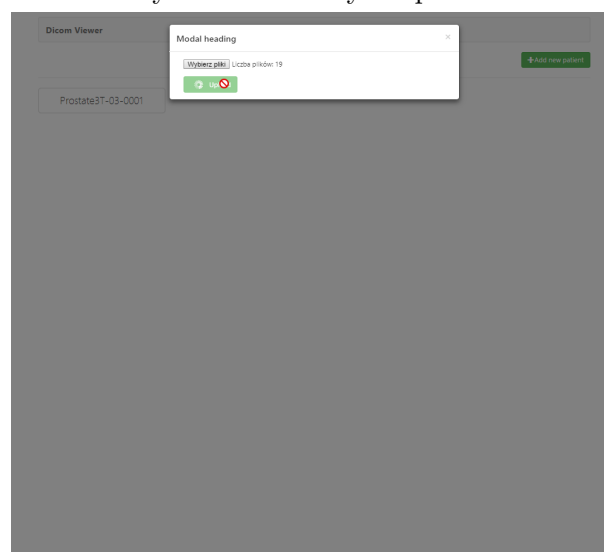 Dicom Viewer
Modal heading
×
Wybierz pliki Liczba plików: 19
+Add new patient
Prostate3T-03-0001